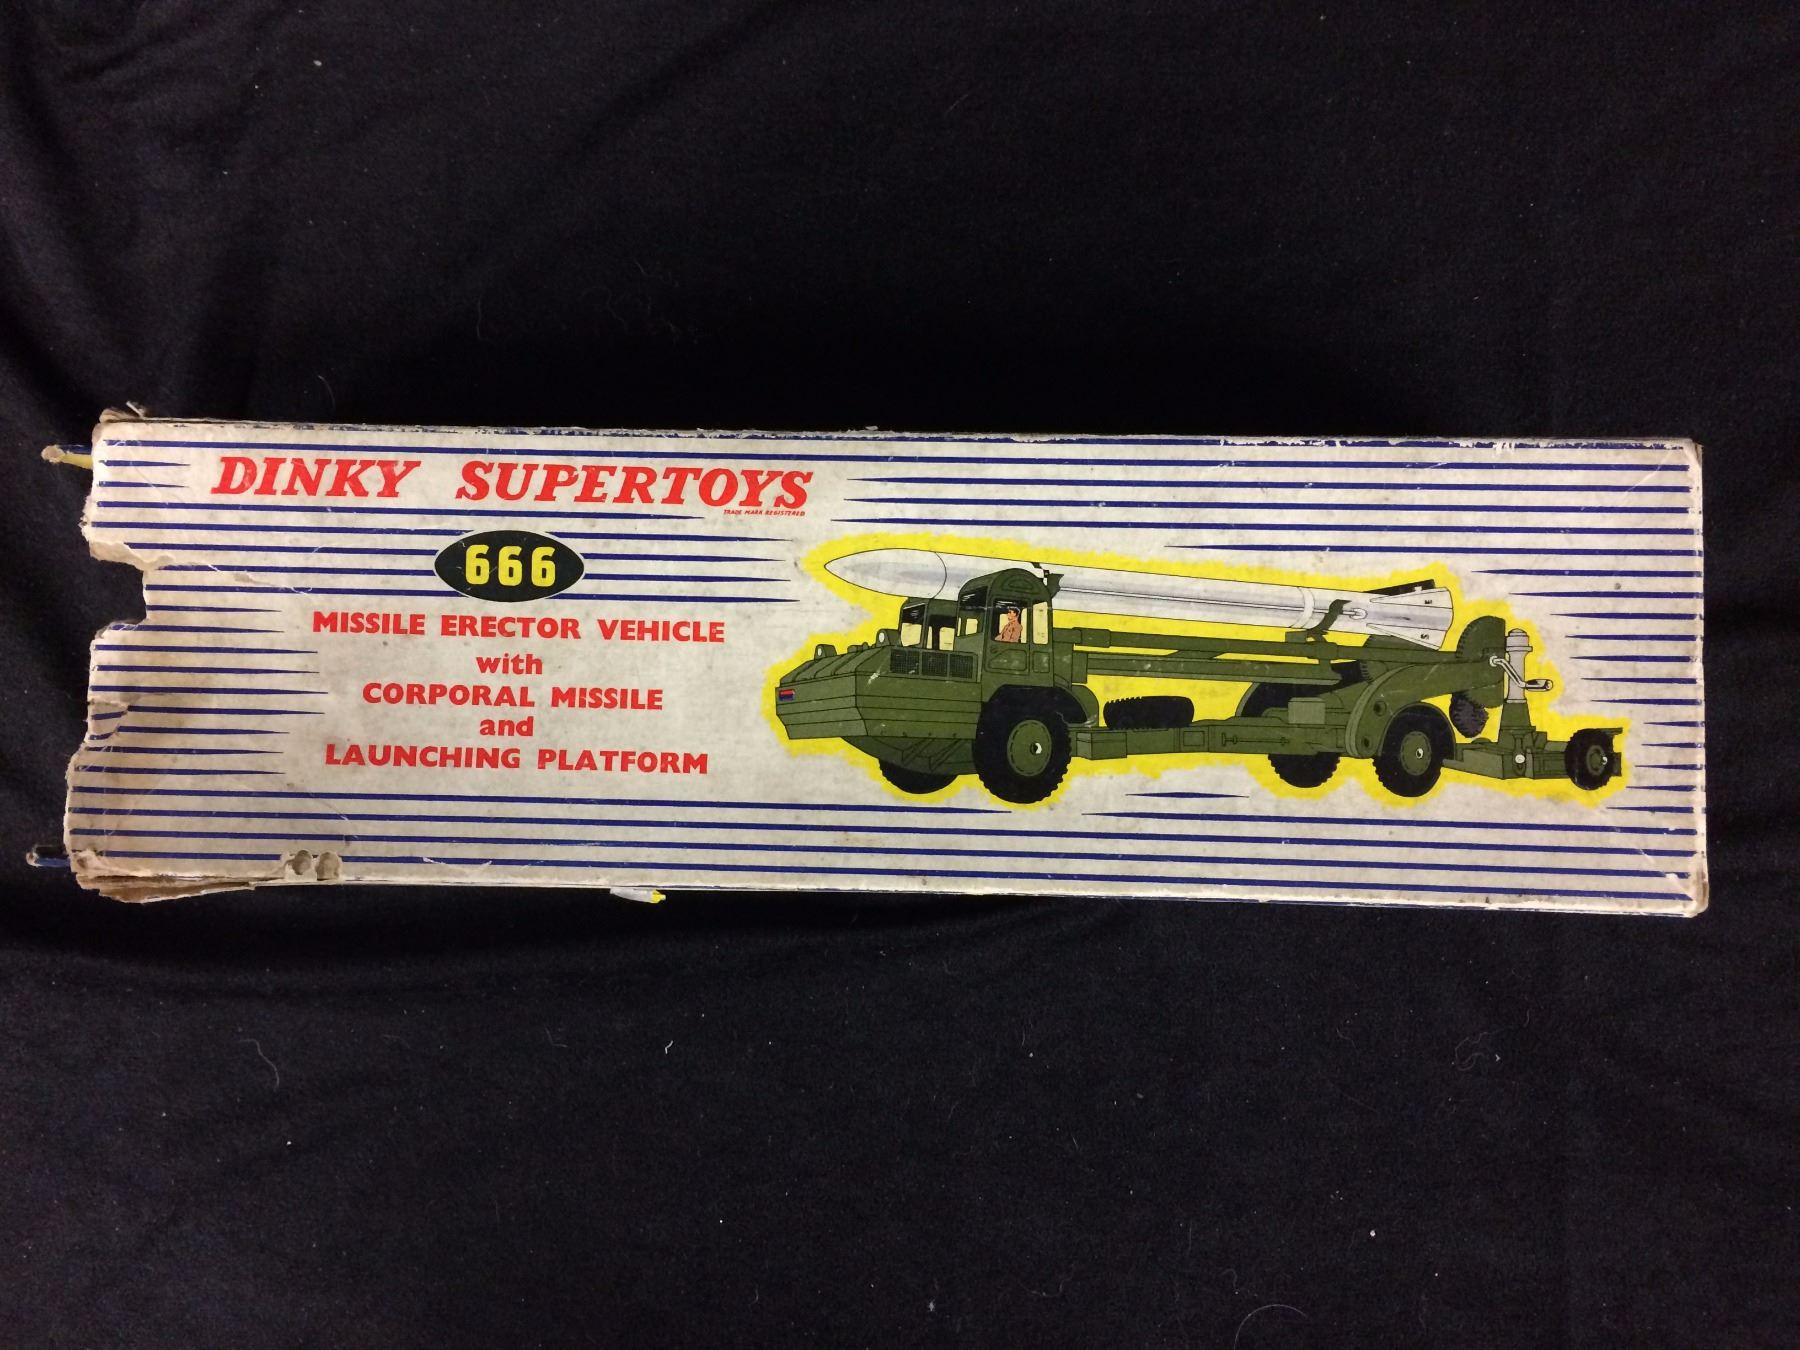 DINKY SUPERTOYS
TRADE MARK REGISTERED
666
MISSILE ERECTOR VEHICLE
with
CORPORAL MISSILE
and
LAUNCHING PLATFORM